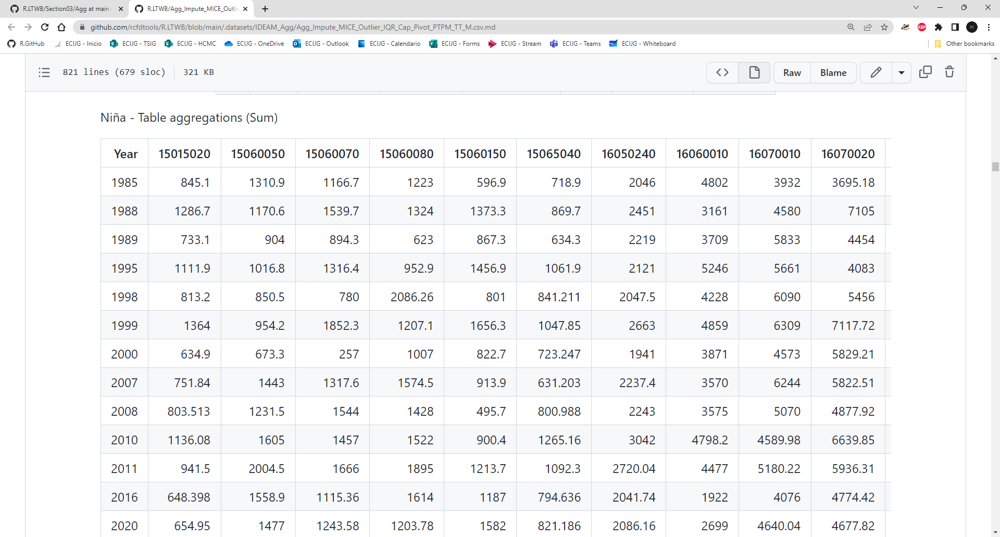 R.LTWB/Section03/Agg at main
R.LTWB/Agg_Impute_MICE_Outli
github.com/rcfdtools/R.LTWB/blob/main/.datasets/IDEAM_Agg/Agg_Impute_MICE_Outlier_IQR_Cap_Pivot_PTPM_TT_M.csv.md
ABP
R.GitHub ECIJG - Inicio ECIJG - TSIG ECIJG - HCMC ECIJG - OneDrive ECIJG - Outlook ECIJG - Calendario ECIJG - Forms ECIJG - Stream ECIJG - Teams ECIJG - Whiteboard Other bookmarks
821 lines (679 sloc) 321 KB Raw Blame
Niña - Table aggregations (Sum)
Year 15015020 15060050 15060070 15060080 15060150 15065040 16050240 16060010 16070010 16070020
1985 845.1 1310.9 1166.7 1223 596.9 718.9 2046 4802 3932 3695.18
1988 1286.7 1170.6 1539.7 1324 1373.3 869.7 2451 3161 4580 7105
1989 733.1 904 894.3 623 867.3 634.3 2219 3709 5833 4454
1995 1111.9 1016.8 1316.4 952.9 1456.9 1061.9 2121 5246 5661 4083
1998 813.2 850.5 780 2086.26 801 841.211 2047.5 4228 6090 5456
1999 1364 954.2 1852.3 1207.1 1656.3 1047.85 2663 4859 6309 7117.72
2000 634.9 673.3 257 1007 822.7 723.247 1941 3871 4573 5829.21
2007 751.84 1443 1317.6 1574.5 913.9 631.203 2237.4 3570 6244 5822.51
2008 803.513 1231.5 1544 1428 495.7 800.988 2243 3575 5070 4877.92
2010 1136.08 1605 1457 1522 900.4 1265.16 3042 4798.2 4589.98 6639.85
2011 941.5 2004.5 1666 1895 1213.7 1092.3 2720.04 4477 5180.22 5936.31
2016 648.398 1558.9 1115.36 1614 1187 794.636 2041.74 1922 4076 4774.42
2020 654.95 1477 1243.58 1203.78 1582 821.186 2086.16 2699 4640.04 4677.82